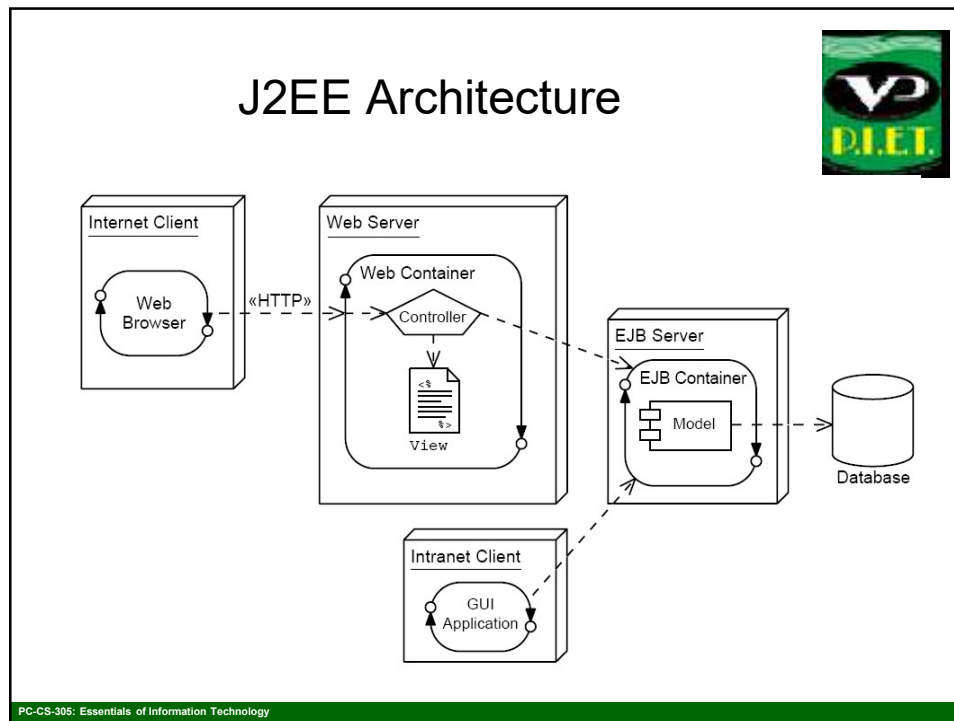 J2EE Architecture
VP
P.I.E.T.
Internet Client
Web
Browser
«HTTP»
Web Server
Web Container
Controller
<%
%>
View
EJB Server
EJB Container
Model
Database
Intranet Client
GUI
Application
PC-CS-305: Essentials of Information Technology